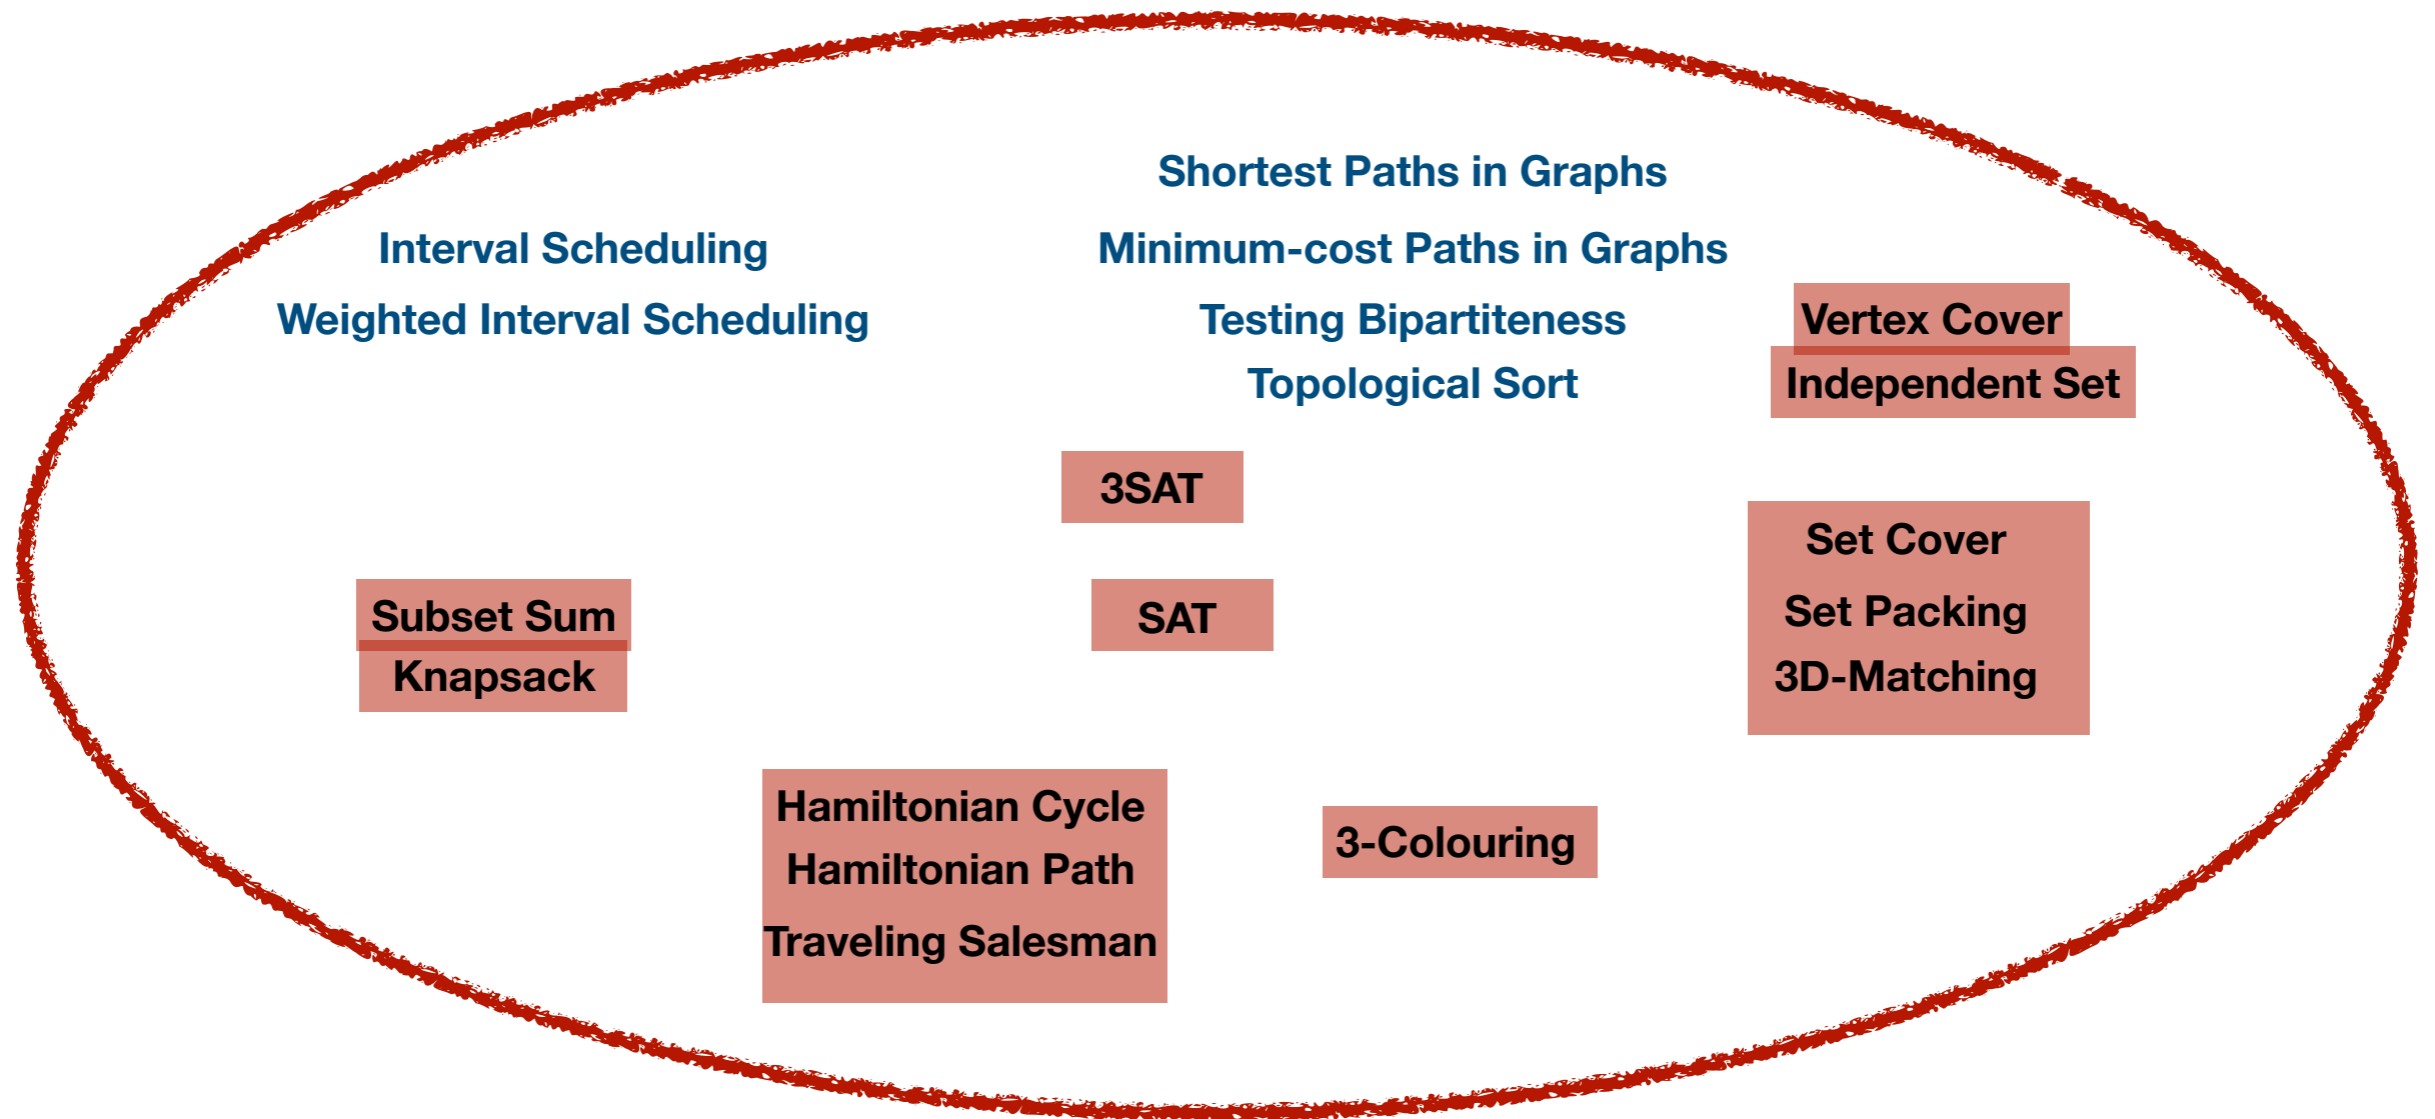 Shortest Paths in Graphs
Interval Scheduling
Minimum-cost Paths in Graphs
Weighted Interval Scheduling
Testing Bipartiteness
Vertex Cover
Topological Sort
Independent Set
3SAT
Set Cover
Subset Sum
SAT
Set Packing
Knapsack
3D-Matching
Hamiltonian Cycle
3-Colouring
Hamiltonian Path
Traveling Salesman